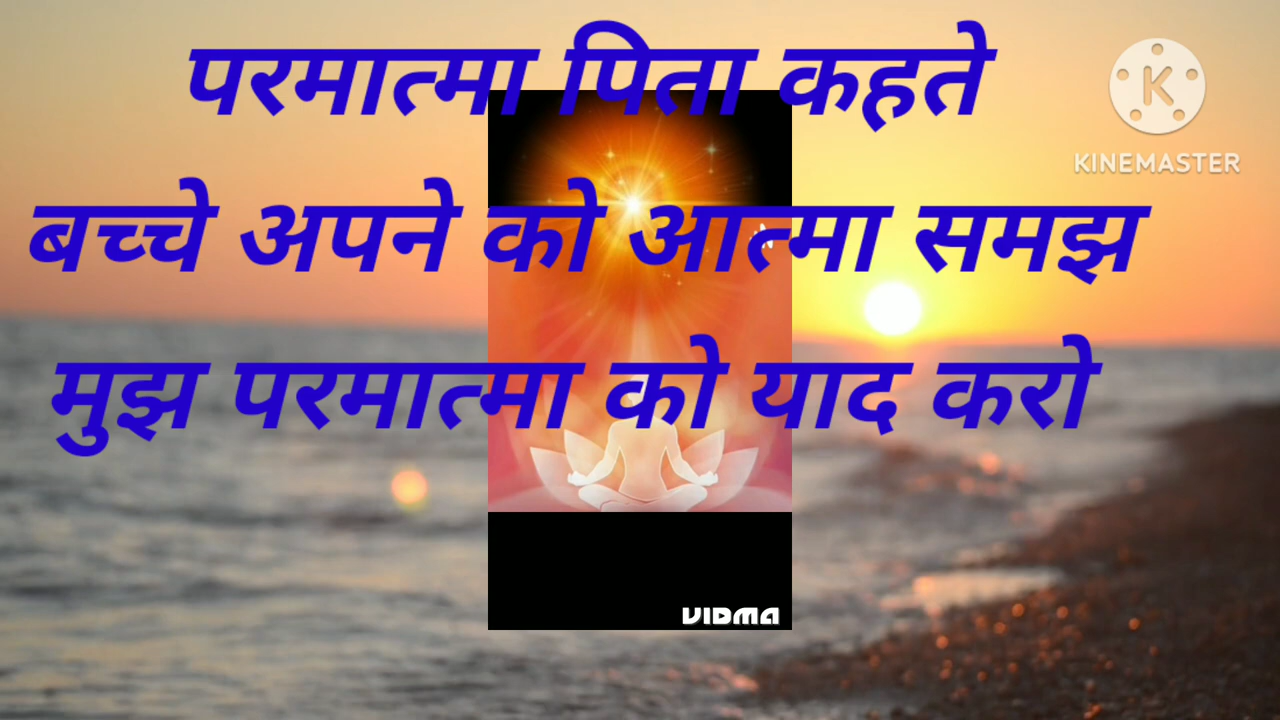 परमात्मा पिता कहते
बच्चे अपने को आत्मा समझ
मुझ परमात्मा को याद करो
KINEMASTER
VIDMA